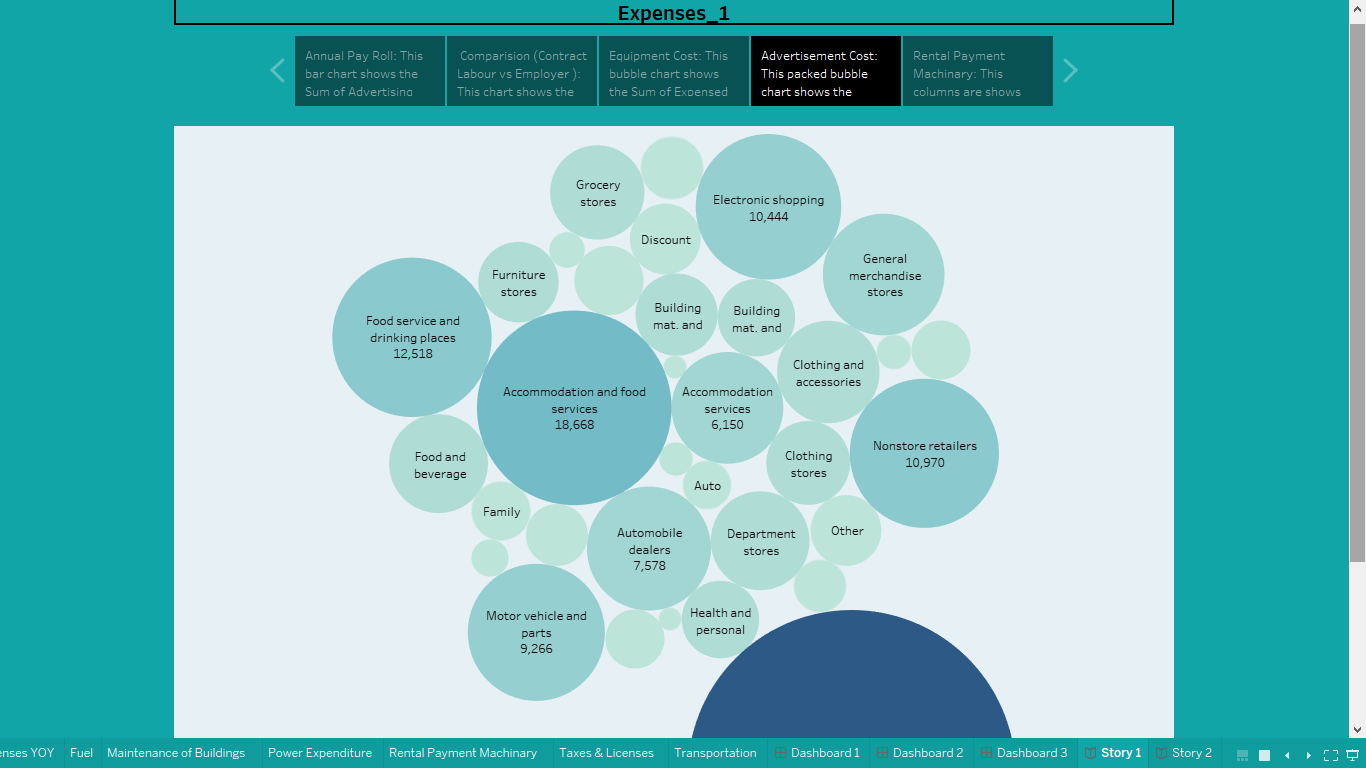 Expenses_1
Annual Pay Roll: This
bar chart shows the
Sum of Advertising
Comparision (Contract
Labour vs Employer ):
This chart shows the
Equipment Cost: This
bubble chart shows
the Sum of Expensed
Advertisement Cost:
This packed bubble
chart shows the
Rental Payment
Machinary: This
columns are shows
Grocery
stores
Electronic shopping
10,444
Discount
General
merchandise
stores
Furniture
stores
Building
mat. and
Building
mat. and
Food service and
drinking places
12,518
Clothing and
accessories
Accommodation and food
services
18,668
Accommodation
services
6,150
Nonstore retailers
10,970
Food and
beverage
Clothing
stores
Auto
Family
Automobile
dealers
7,578
Department
stores
Other
Motor vehicle and
parts
9,266
Health and
personal
enses YOY
Fuel
Maintenance of Buildings
Power Expenditure
Rental Payment Machinary
Taxes & Licenses
Transportation
Dashboard 1
Dashboard 2
Dashboard 3
Story 1
Story 2